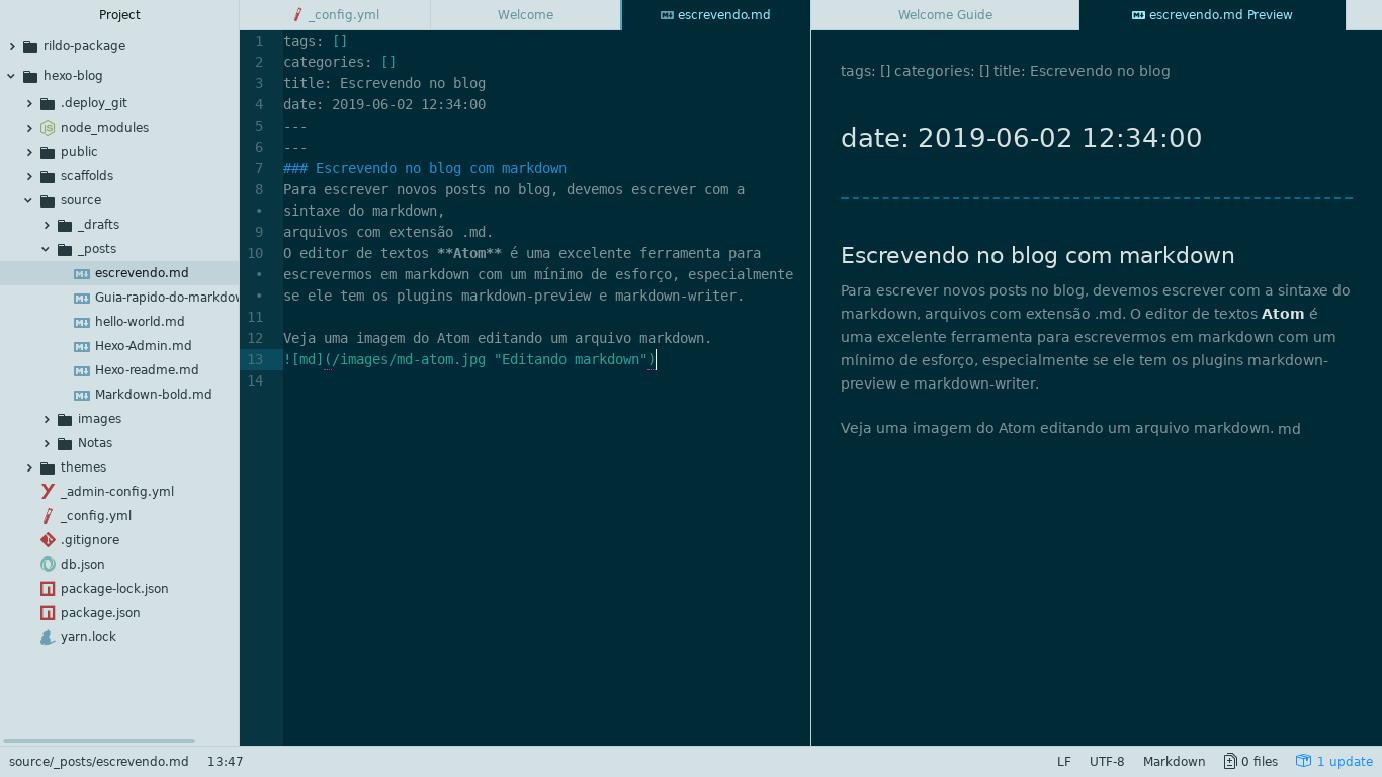 Project
rildo-package
hexo-blog
.deploy_git
node_modules
public
scaffolds
source
_drafts
_posts
escrevendo.md
Guia-rapido-do-markdow
hello-world.md
Hexo-Admin.md
Hexo-readme.md
Markdown-bold.md
images
Notas
themes
_admin-config.yml
_config.yml
.gitignore
db.json
package-lock.json
package.json
yarn.lock
_config.yml
Welcome
escrevendo.md
1 tags: []
2 categories: []
3 title: Escrevendo no blog
4 date: 2019-06-02 12:34:00
5 ---
6 ---
7 ### Escrevendo no blog com markdown
8 Para escrever novos posts no blog, devemos escrever com a
• sintaxe do markdown,
9 arquivos com extensão .md.
10 O editor de textos **Atom** é uma excelente ferramenta para
• escrevermos em markdown com um mínimo de esforço, especialmente
• se ele tem os plugins markdown-preview e markdown-writer.
11
12 Veja uma imagem do Atom editando um arquivo markdown.
13 ![md](/images/md-atom.jpg "Editando markdown")
14
Welcome Guide
escrevendo.md Preview
tags: [] categories: [] title: Escrevendo no blog
date: 2019-06-02 12:34:00
Escrevendo no blog com markdown
Para escrever novos posts no blog, devemos escrever com a sintaxe do
markdown, arquivos com extensão .md. O editor de textos Atom é
uma excelente ferramenta para escrevermos em markdown com um
mínimo de esforço, especialmente se ele tem os plugins markdown-
preview e markdown-writer.
Veja uma imagem do Atom editando um arquivo markdown. md
source/_posts/escrevendo.md 13:47
LF UTF-8 Markdown 0 files 1 update